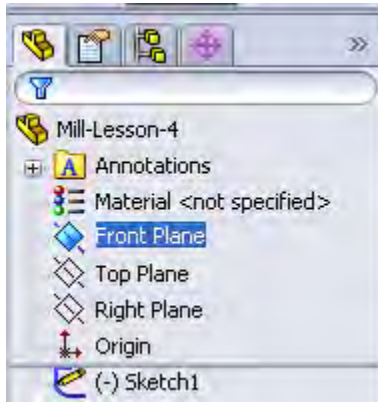 »
Mill-Lesson-4
A Annotations
Material <not specified>
Front Plane
Top Plane
Right Plane
Origin
(-) Sketch1